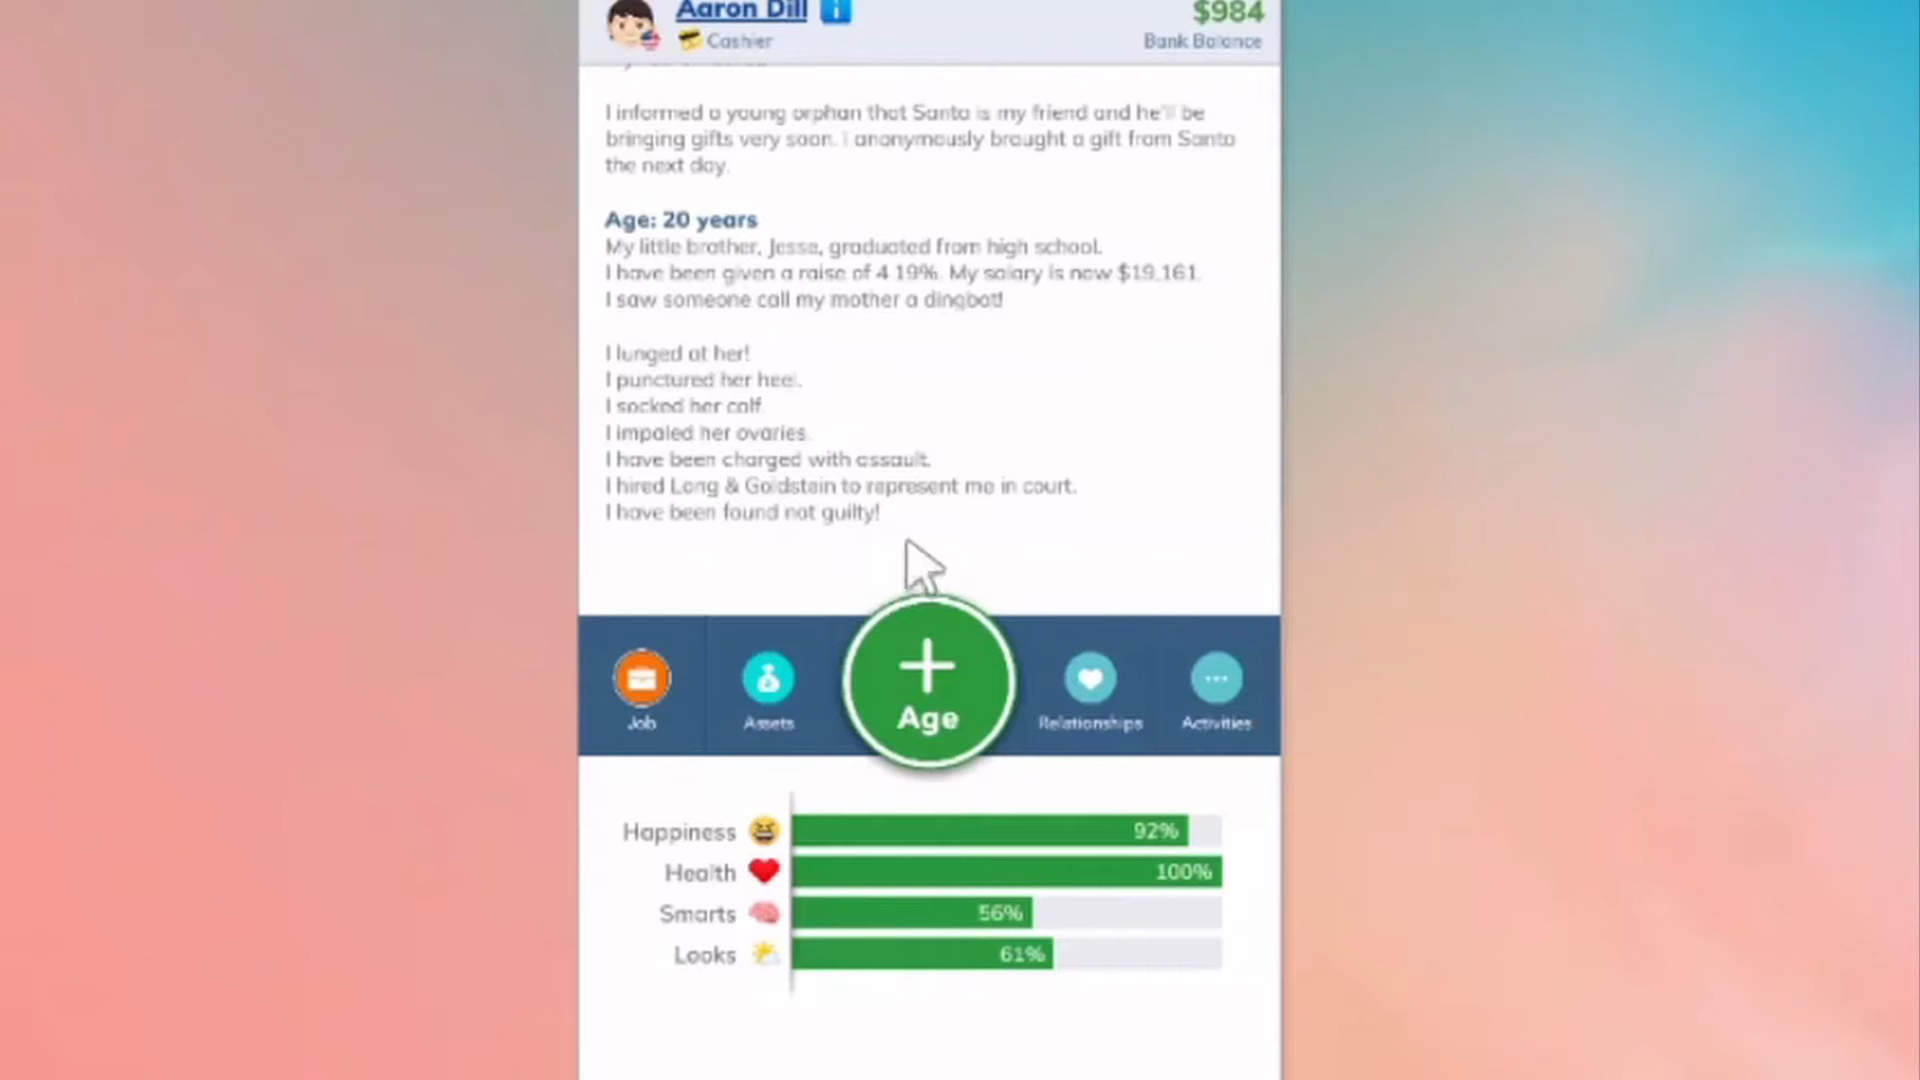 Aaron Dill
$984
Cashier
Bank Balance
I informed a young orphan that Santa is my friend and he'll be
bringing gifts very soon. I anonymously brought a gift from Santa
the next day.
Age: 20 years
My little brother, Jesse, graduated from high school.
I have been given a raise of 4.19%. My salary is now $19,161.
I saw someone call my mother a dingbat!
I lunged at her!
I punctured her heel.
I socked her calf.
I impaled her ovaries.
I have been charged with assault.
I hired Long & Goldstein to represent me in court.
I have been found not guilty!
Job
Assets
Age
Relationships
Activities
Happiness 92%
Health 100%
Smarts 56%
Looks 61%